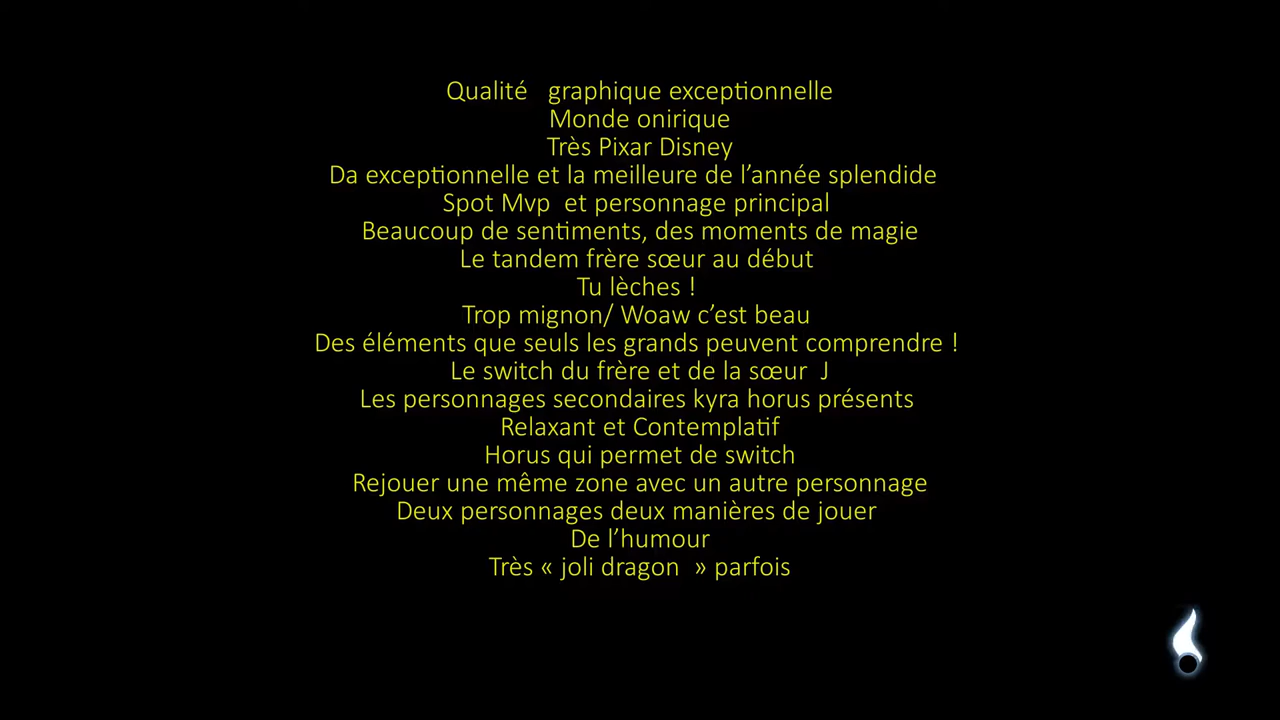 Qualité graphique exceptionnelle
Monde onirique
Très Pixar Disney
Da exceptionnelle et la meilleure de l’année splendide
Spot Mvp et personnage principal
Beaucoup de sentiments, des moments de magie
Le tandem frère sœur au début
Tu lèches !
Trop mignon/ Woaw c’est beau
Des éléments que seuls les grands peuvent comprendre !
Le switch du frère et de la sœur J
Les personnages secondaires kyra horus présents
Relaxant et Contemplatif
Horus qui permet de switch
Rejouer une même zone avec un autre personnage
Deux personnages deux manières de jouer
De l’humour
Très « joli dragon » parfois